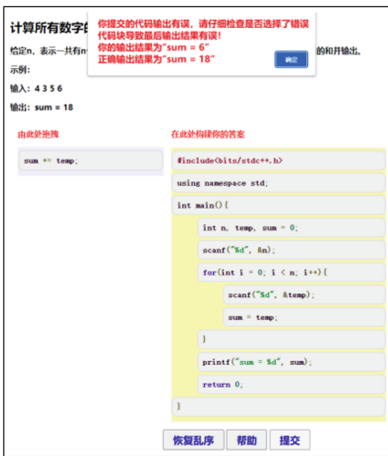 计算所有数字的
你提交的代码输出有误，请仔细检查是否选择了错误
代码块导致最后输出结果有误！
你的输出结果为“sum = 6”
正确输出结果为“sum = 18”
确定
给定n，表示一共有n
的和并输出。
示例：
输入：4 3 5 6
输出：sum = 18
由此处拖拽
在此处构建你的答案
sum += temp;
#include<bits/stdc++.h>
using namespace std;
int main(){
int n, temp, sum = 0;
scanf("%d", &n);
for(int i = 0; i < n; i++){
scanf("%d", &temp);
sum = temp;
}
printf("sum = %d", sum);
return 0;
}
恢复乱序
帮助
提交